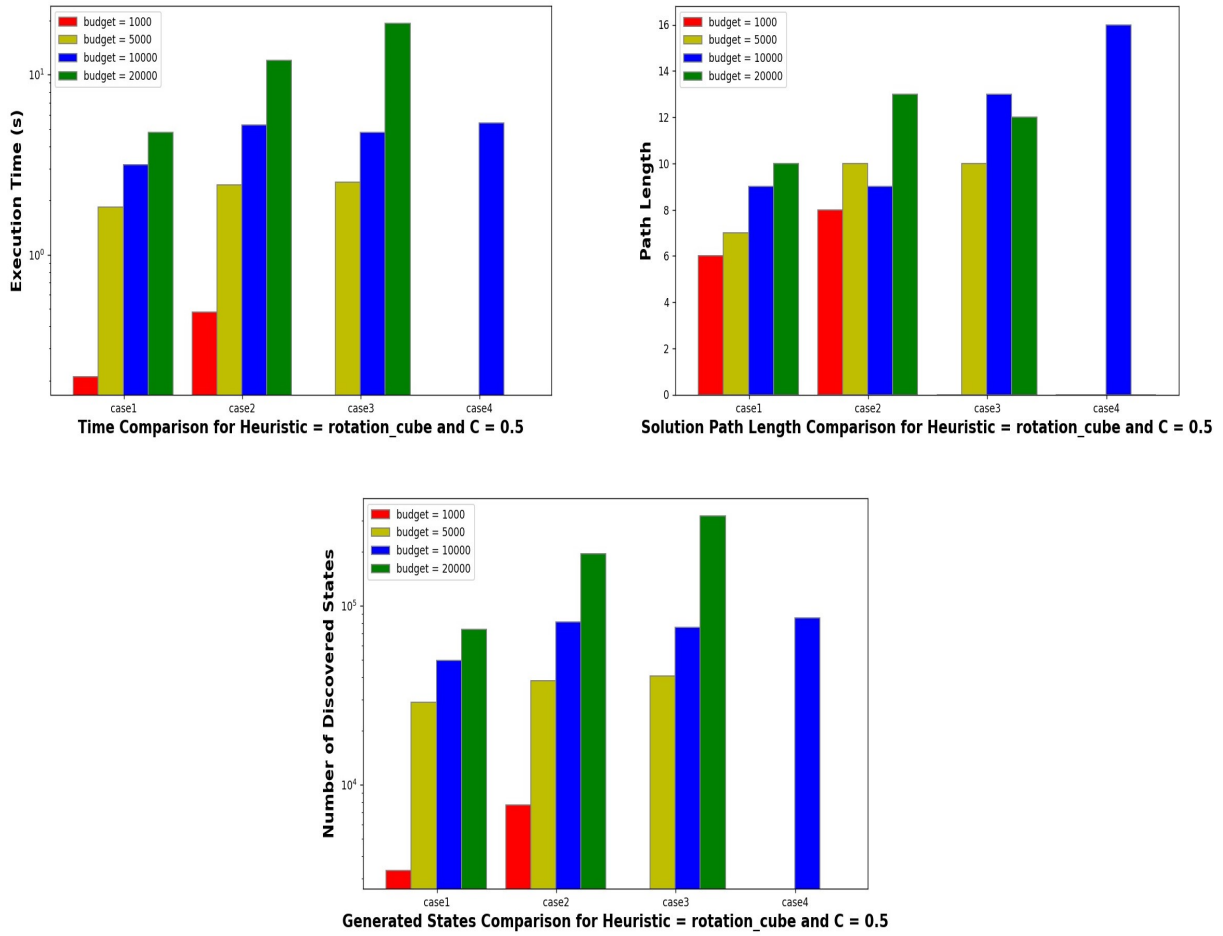 budget = 1000
budget = 5000
budget = 10000
budget = 20000
10¹
10⁰
Execution Time (s)
case1 case2 case3 case4
Time Comparison for Heuristic = rotation_cube and C = 0.5
budget = 1000
budget = 5000
budget = 10000
budget = 20000
16
14
12
10
8
6
4
2
0
Path Length
case1 case2 case3 case4
Solution Path Length Comparison for Heuristic = rotation_cube and C = 0.5
budget = 1000
budget = 5000
budget = 10000
budget = 20000
10⁵
10⁴
Number of Discovered States
case1 case2 case3 case4
Generated States Comparison for Heuristic = rotation_cube and C = 0.5